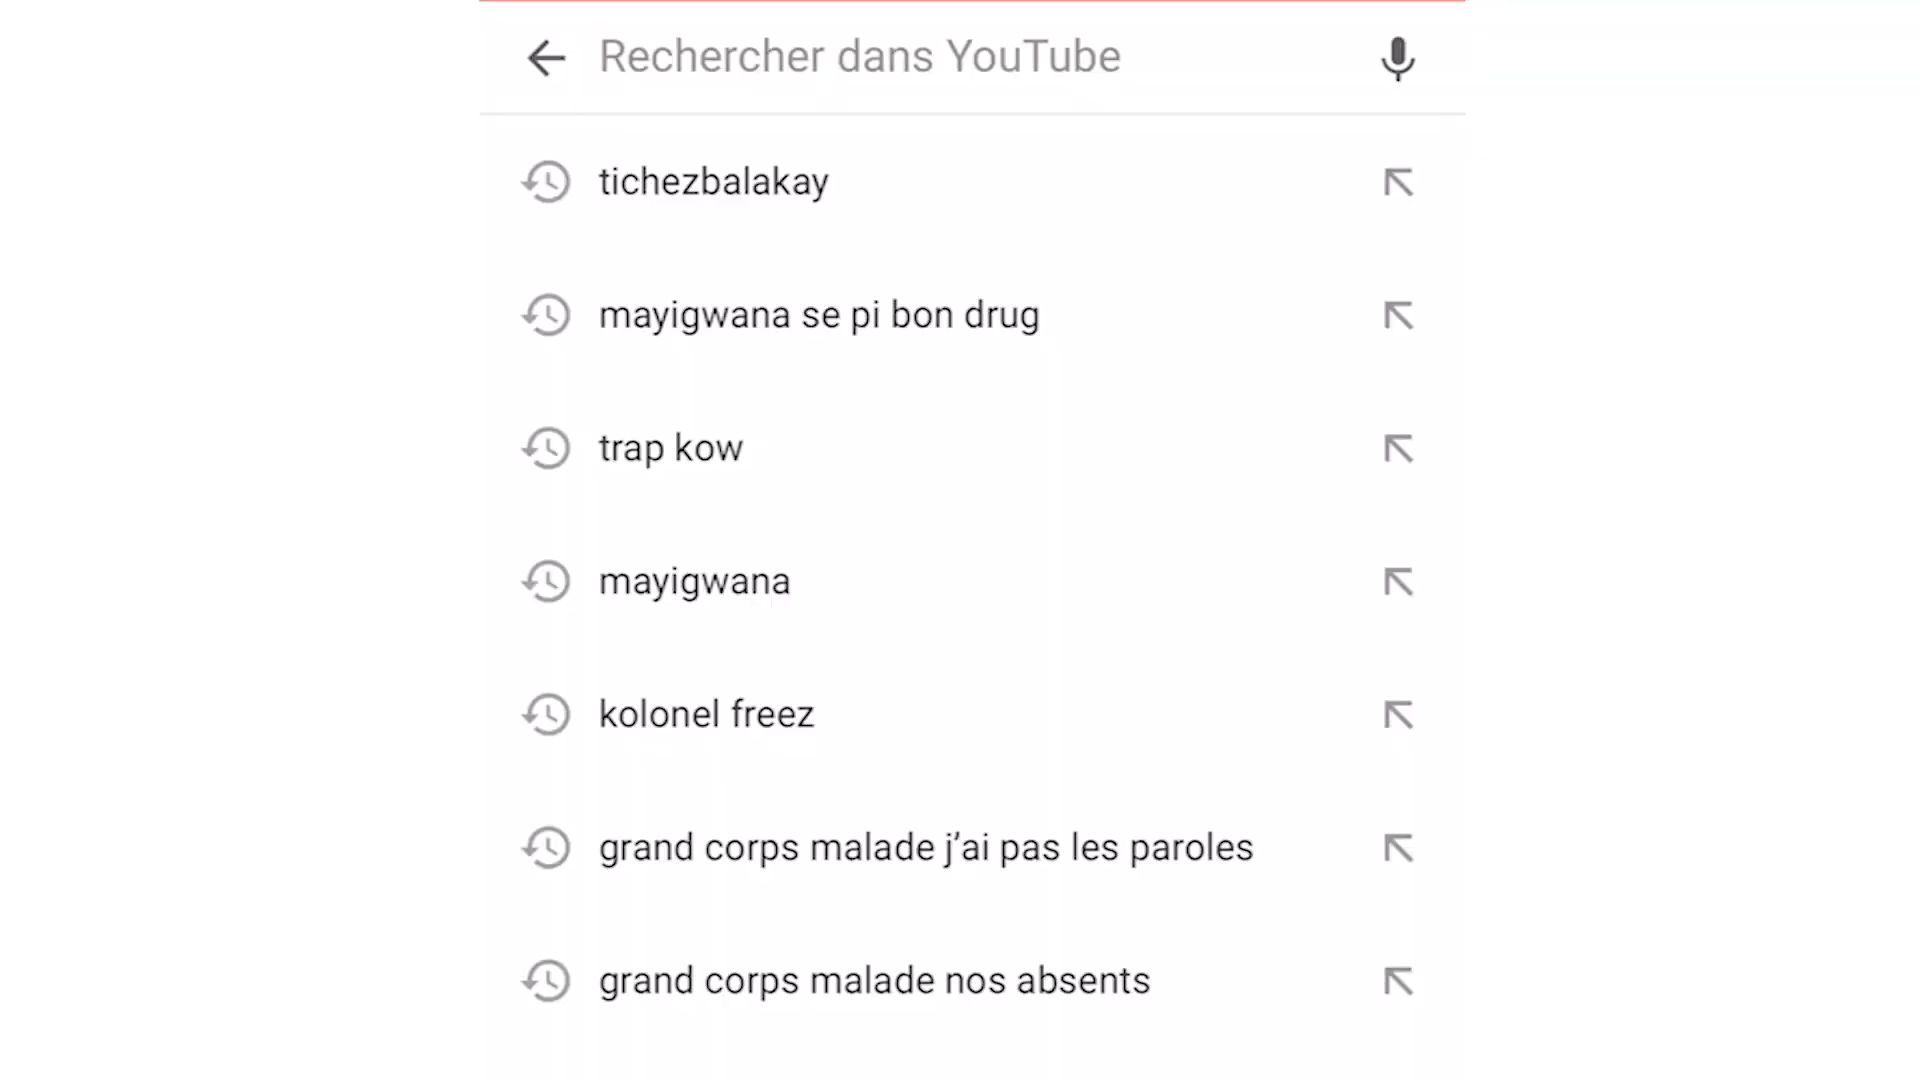 Rechercher dans YouTube
tichezbalakay
mayigwana se pi bon drug
trap kow
mayigwana
kolonel freez
grand corps malade j’ai pas les paroles
grand corps malade nos absents